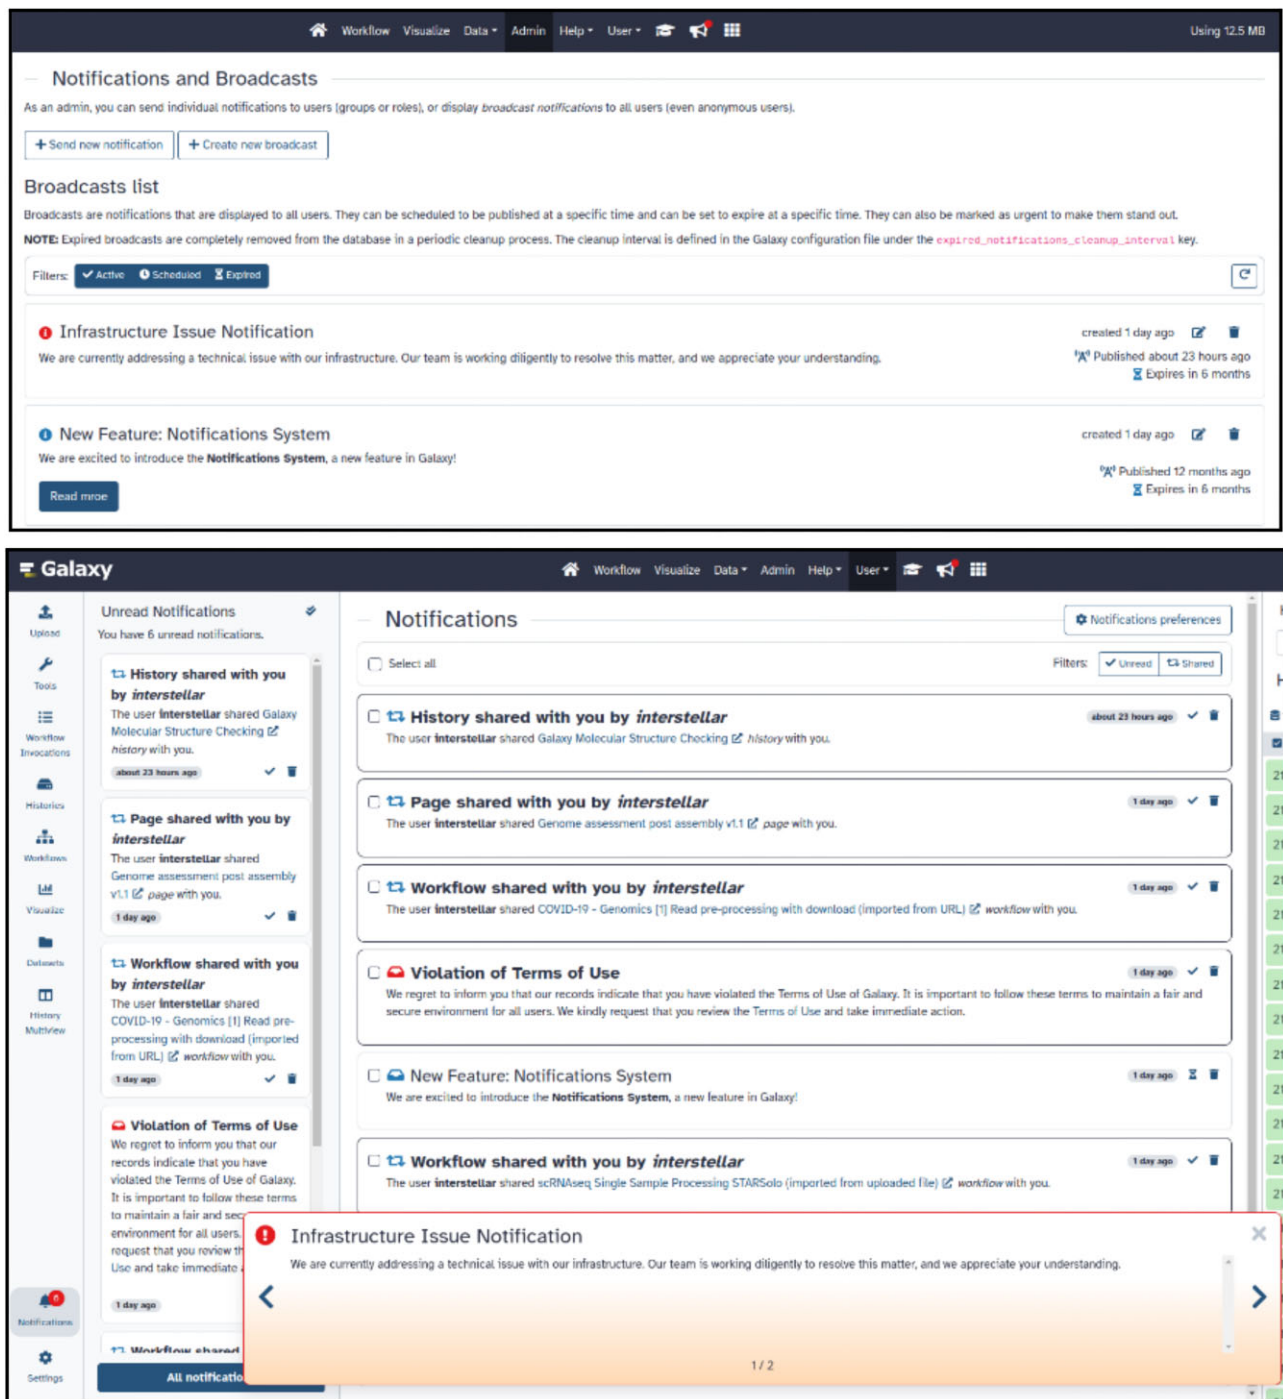 Workflow Visualize Data Admin Help User Using 12.5 MB
Notifications and Broadcasts
As an admin, you can send individual notifications to users (groups or roles), or display broadcast notifications to all users (even anonymous users).
+ Send new notification + Create new broadcast
Broadcasts list
Broadcasts are notifications that are displayed to all users. They can be scheduled to be published at a specific time and can be set to expire at a specific time. They can also be marked as urgent to make them stand out.
NOTE: Expired broadcasts are completely removed from the database in a periodic cleanup process. The cleanup interval is defined in the Galaxy configuration file under the expired_notifications_cleanup_interval key.
Filters: Active Scheduled Expired
Infrastructure Issue Notification created 1 day ago
We are currently addressing a technical issue with our infrastructure. Our team is working diligently to resolve this matter, and we appreciate your understanding. Published about 23 hours ago
Expires in 6 months
New Feature: Notifications System created 1 day ago
We are excited to introduce the Notifications System, a new feature in Galaxy!
Published 12 months ago
Read mroe Expires in 6 months
Galaxy Workflow Visualize Data Admin Help User
Upload
Tools
Workflow
Invocations
Histories
Workflows
Visualize
Datasets
History
Multiview
6
Notifications
Settings
Unread Notifications
You have 6 unread notifications.
History shared with you
by interstellar
The user interstellar shared Galaxy
Molecular Structure Checking
history with you.
about 23 hours ago
Page shared with you by
interstellar
The user interstellar shared
Genome assessment post assembly
v1.1 page with you.
1 day ago
Workflow shared with you
by interstellar
The user interstellar shared
COVID-19 - Genomics [1] Read pre-
processing with download (imported
from URL) workflow with you.
1 day ago
Violation of Terms of Use
We regret to inform you that our
records indicate that you have
violated the Terms of Use of Galaxy.
It is important to follow these terms
to maintain a fair and sec
environment for all users.
request that you review th
Use and take immediate
1 day ago
Workflow shared
All notificatio
Notifications Notifications preferences
Select all Filters: Unread Shared
History shared with you by interstellar about 23 hours ago
The user interstellar shared Galaxy Molecular Structure Checking history with you.
Page shared with you by interstellar 1 day ago
The user interstellar shared Genome assessment post assembly v1.1 page with you.
Workflow shared with you by interstellar 1 day ago
The user interstellar shared COVID-19 - Genomics [1] Read pre-processing with download (imported from URL) workflow with you.
Violation of Terms of Use 1 day ago
We regret to inform you that our records indicate that you have violated the Terms of Use of Galaxy. It is important to follow these terms to maintain a fair and
secure environment for all users. We kindly request that you review the Terms of Use and take immediate action.
New Feature: Notifications System 1 day ago
We are excited to introduce the Notifications System, a new feature in Galaxy!
Workflow shared with you by interstellar 1 day ago
The user interstellar shared scRNAseq Single Sample Processing STARSolo (imported from uploaded file) workflow with you.
Infrastructure Issue Notification
We are currently addressing a technical issue with our infrastructure. Our team is working diligently to resolve this matter, and we appreciate your understanding.
1 / 2